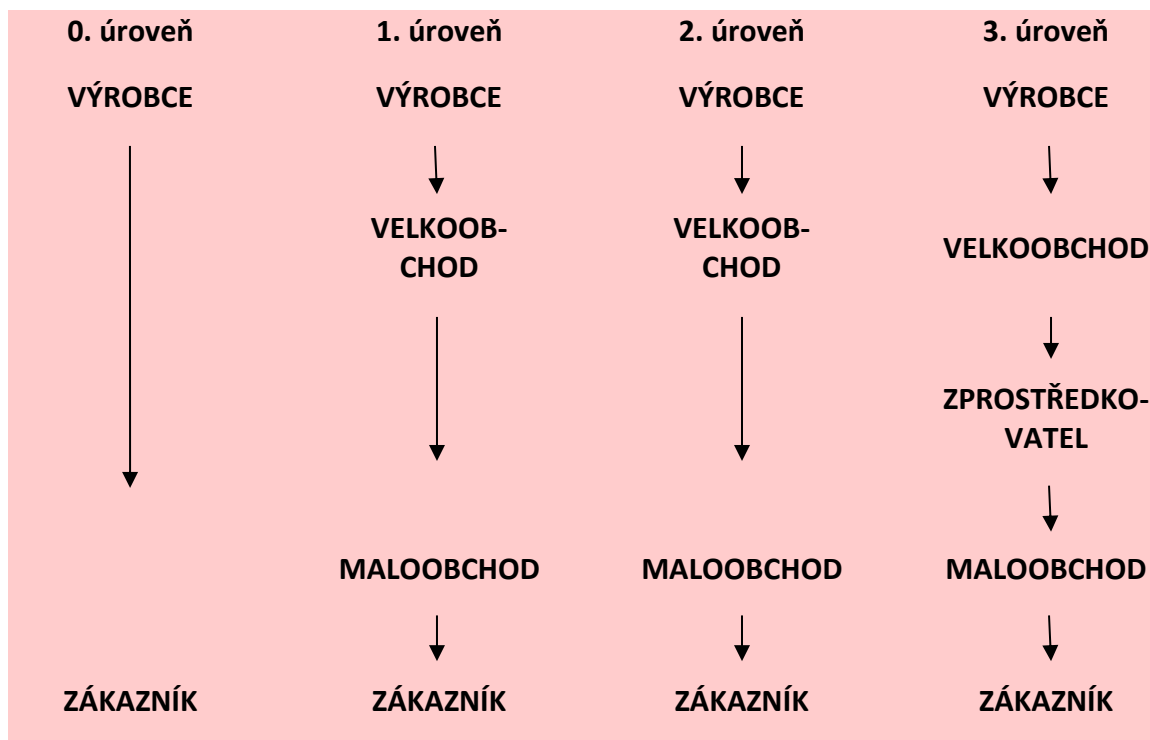 0. úroveň 1. úroveň 2. úroveň 3. úroveň
VÝROBCE VÝROBCE VÝROBCE VÝROBCE
VELKOOB-
CHOD
VELKOOB-
CHOD
VELKOOBCHOD
ZPROSTŘEDKO-
VATEL
MALOOBCHOD MALOOBCHOD MALOOBCHOD
ZÁKAZNÍK ZÁKAZNÍK ZÁKAZNÍK ZÁKAZNÍK